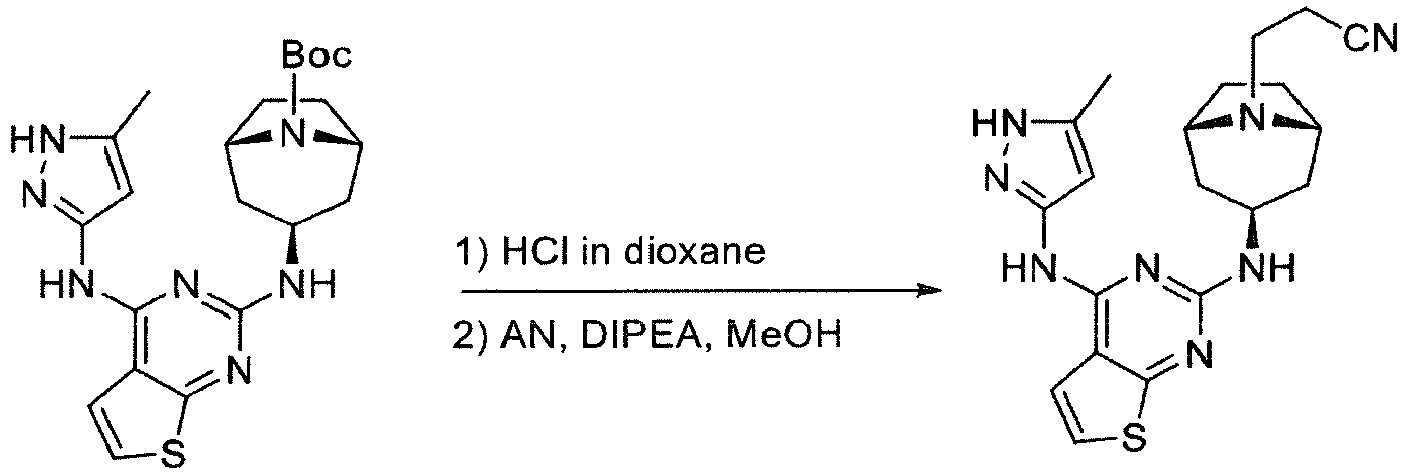 Boc
N
HN
N
HN
N
NH
N
S
1) HCl in dioxane
2) AN, DIPEA, MeOH
CN
N
HN
N
HN
N
NH
N
S